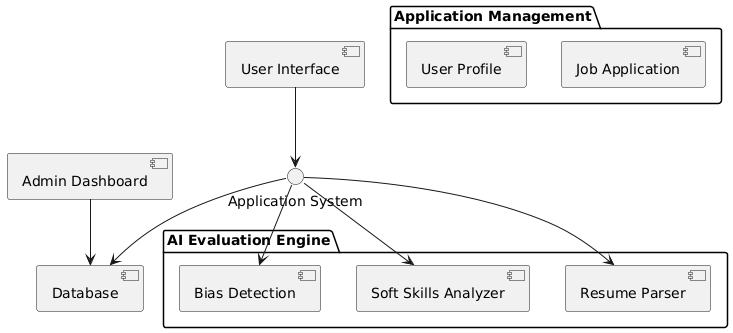 Application Management
User Interface
User Profile
Job Application
Admin Dashboard
Application System
AI Evaluation Engine
Database
Bias Detection
Soft Skills Analyzer
Resume Parser